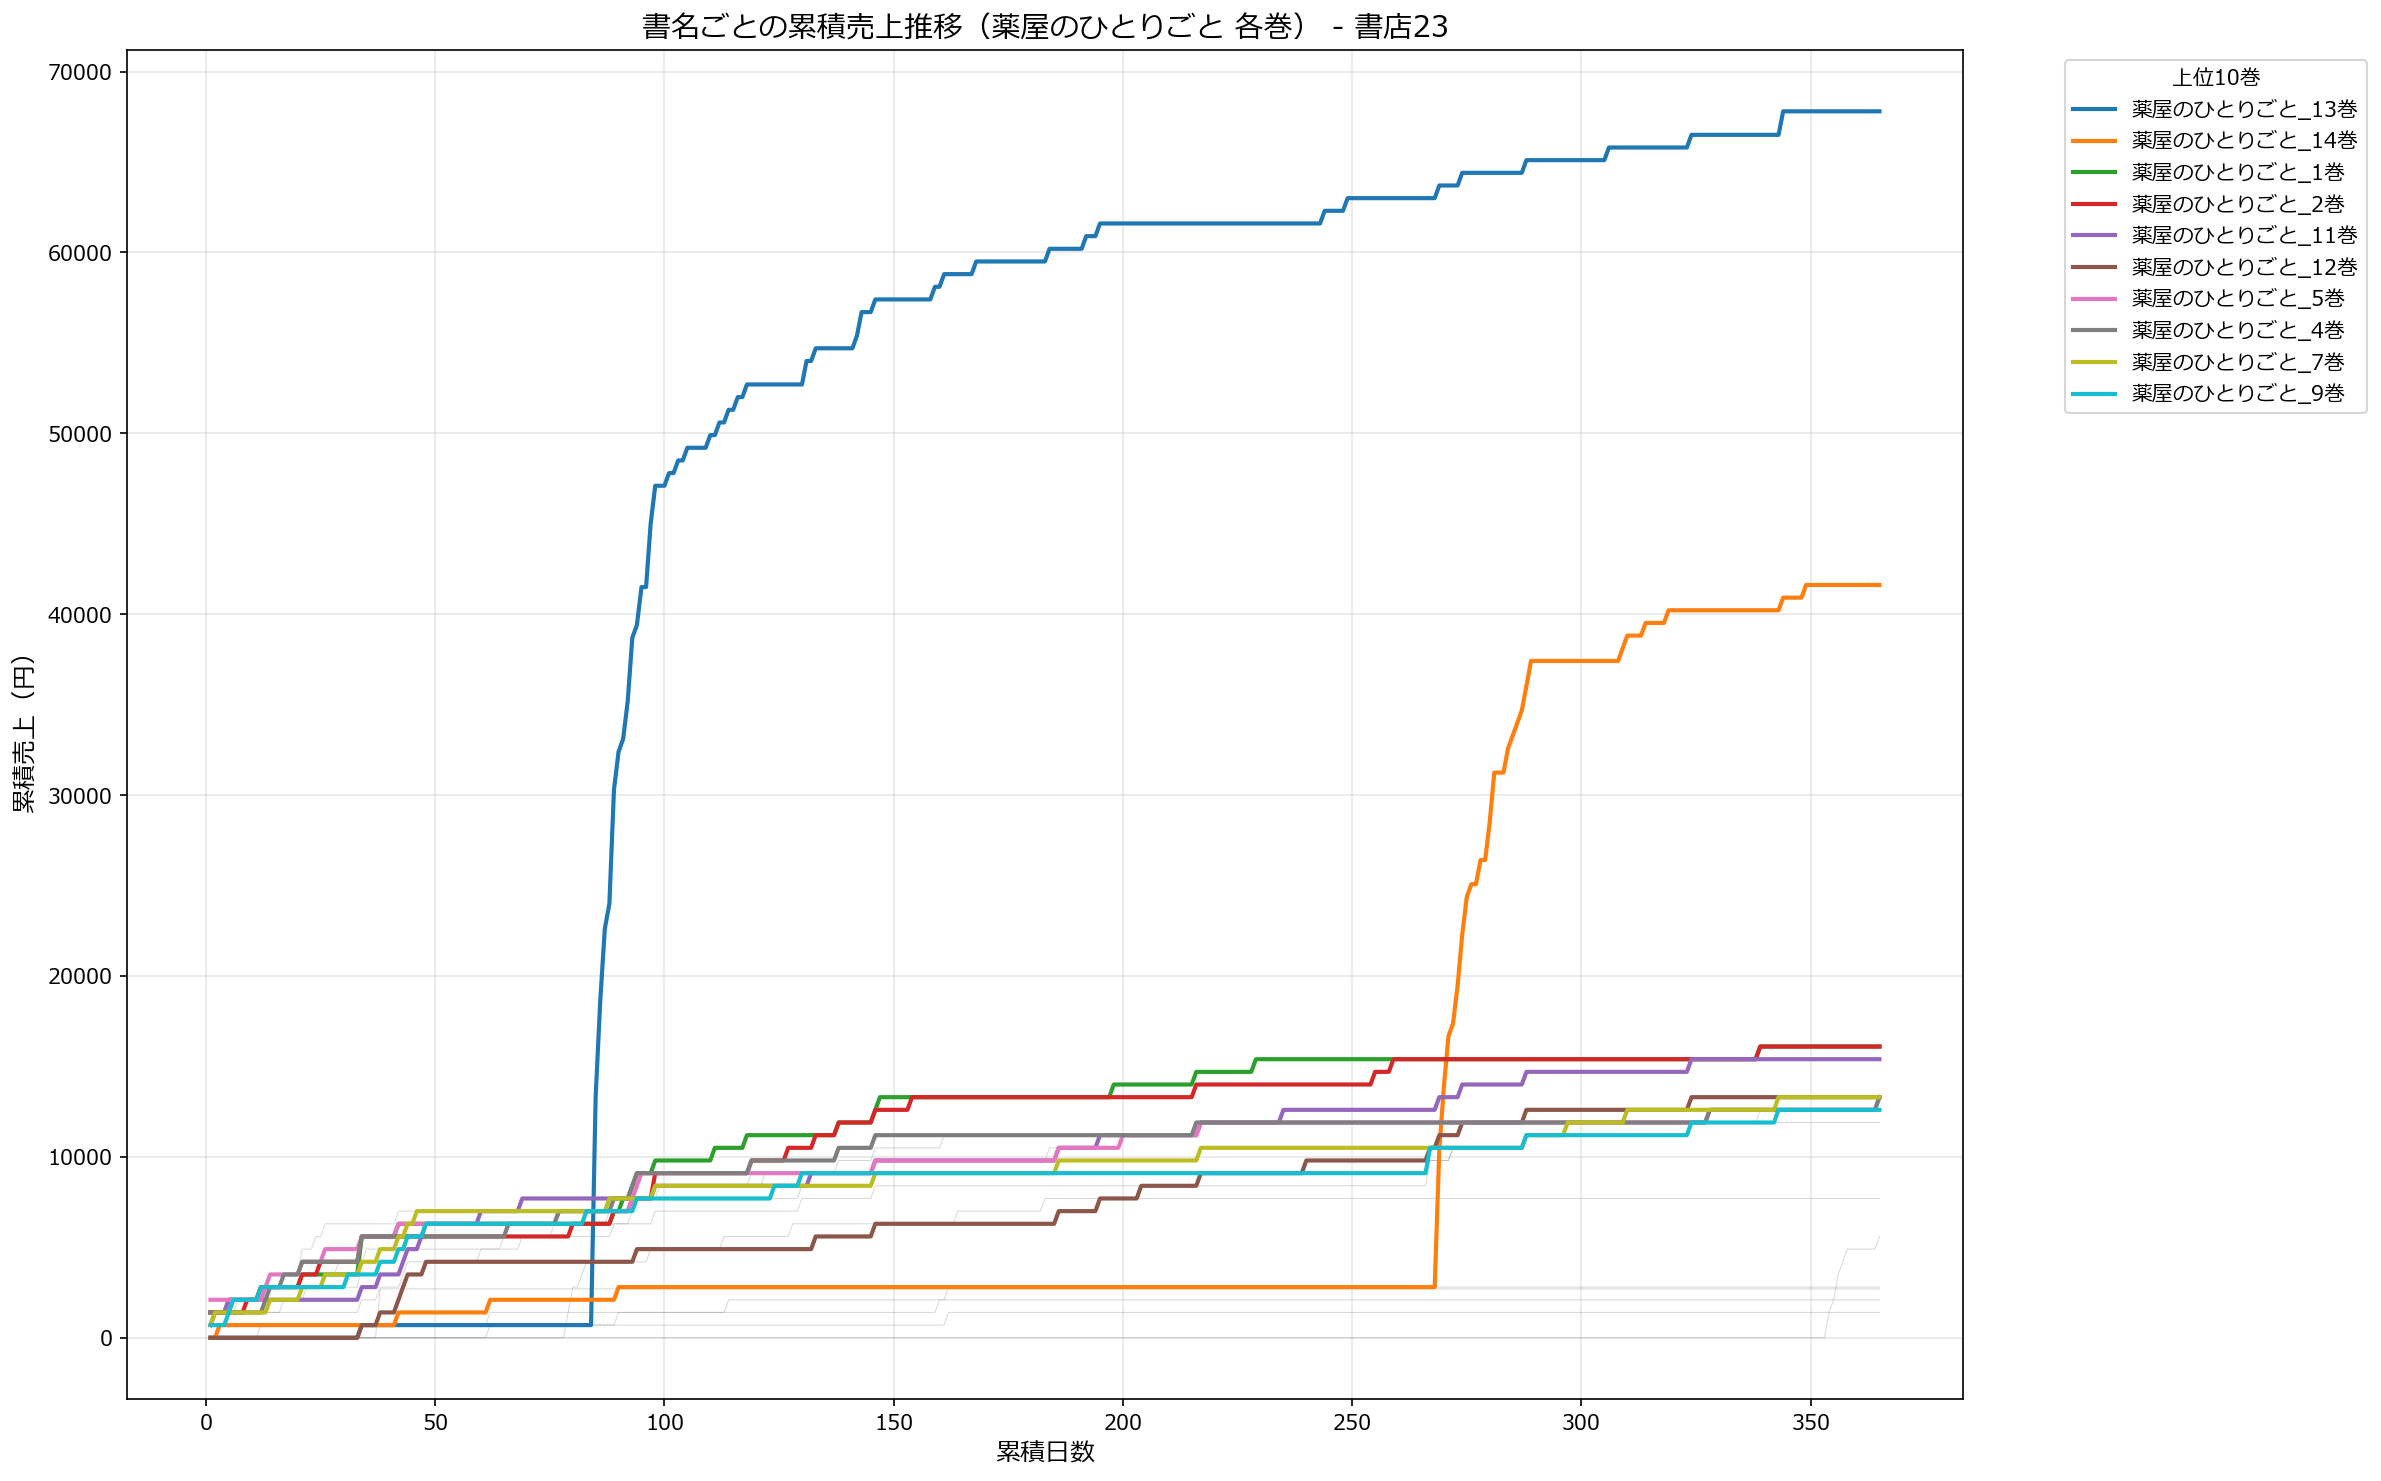 書名ごとの累積売上推移（薬屋のひとりごと 各巻） - 書店23
累積売上（円）
70000
60000
50000
40000
30000
20000
10000
0
0 50 100 150 200 250 300 350
累積日数
上位10巻
薬屋のひとりごと_13巻
薬屋のひとりごと_14巻
薬屋のひとりごと_1巻
薬屋のひとりごと_2巻
薬屋のひとりごと_11巻
薬屋のひとりごと_12巻
薬屋のひとりごと_5巻
薬屋のひとりごと_4巻
薬屋のひとりごと_7巻
薬屋のひとりごと_9巻